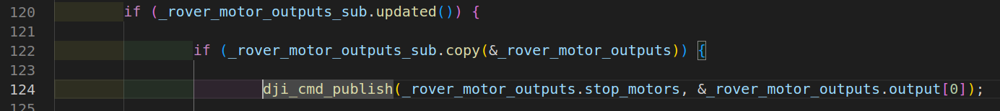 120 if (_rover_motor_outputs_sub.updated()) {
121
122 if (_rover_motor_outputs_sub.copy(&_rover_motor_outputs)) {
123
124 dji_cmd_publish(_rover_motor_outputs.stop_motors, &_rover_motor_outputs.output[0]);
125